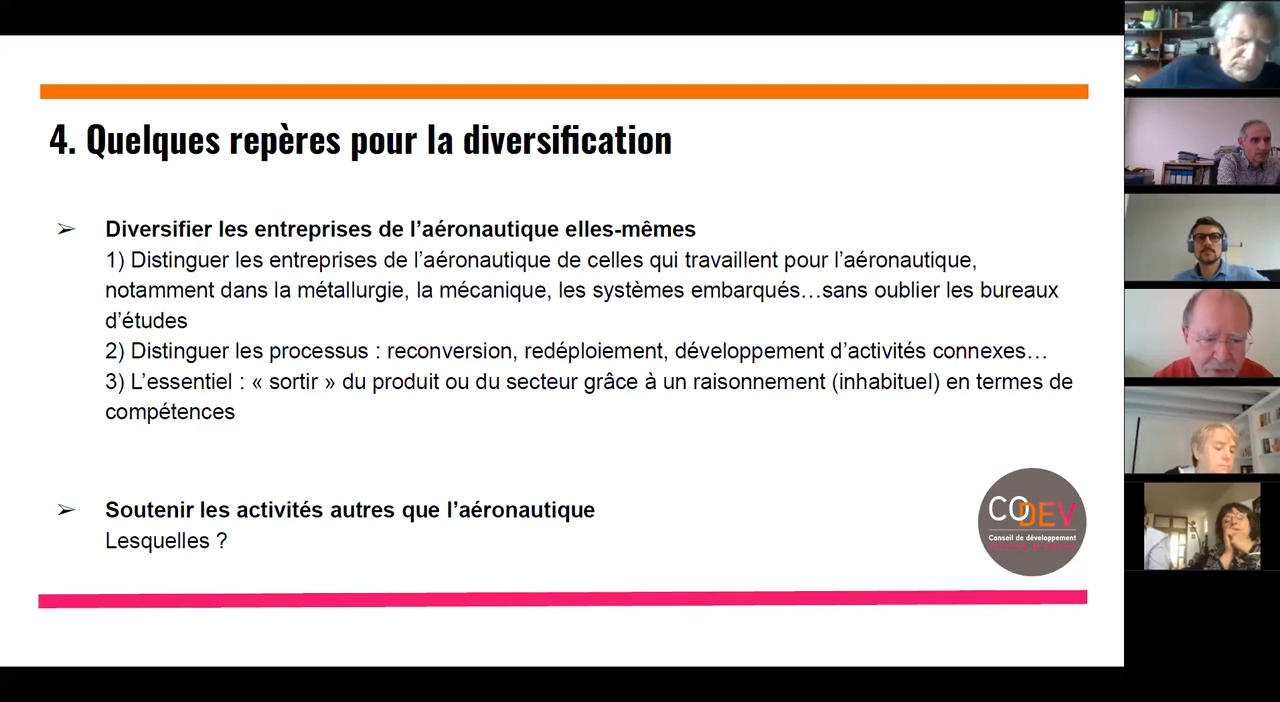 4. Quelques repères pour la diversification
➢ Diversifier les entreprises de l’aéronautique elles-mêmes
1) Distinguer les entreprises de l’aéronautique de celles qui travaillent pour l’aéronautique,
notamment dans la métallurgie, la mécanique, les systèmes embarqués…sans oublier les bureaux
d’études
2) Distinguer les processus : reconversion, redéploiement, développement d’activités connexes…
3) L’essentiel : « sortir » du produit ou du secteur grâce à un raisonnement (inhabituel) en termes de
compétences
➢ Soutenir les activités autres que l’aéronautique
Lesquelles ?
CODEV
Conseil de développement